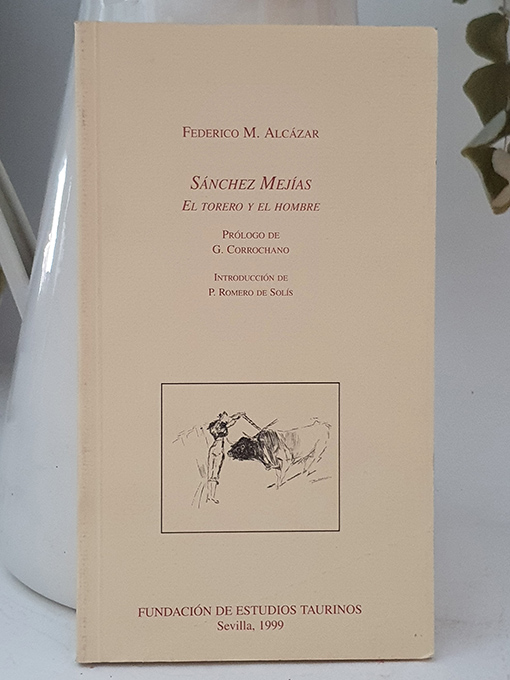 FEDERICO M. ALCÁZAR
SÁNCHEZ MEJÍAS
EL TORERO Y EL HOMBRE
PRÓLOGO DE
G. CORROCHANO
INTRODUCCIÓN DE
P. ROMERO DE SOLÍS
FUNDACIÓN DE ESTUDIOS TAURINOS
Sevilla, 1999